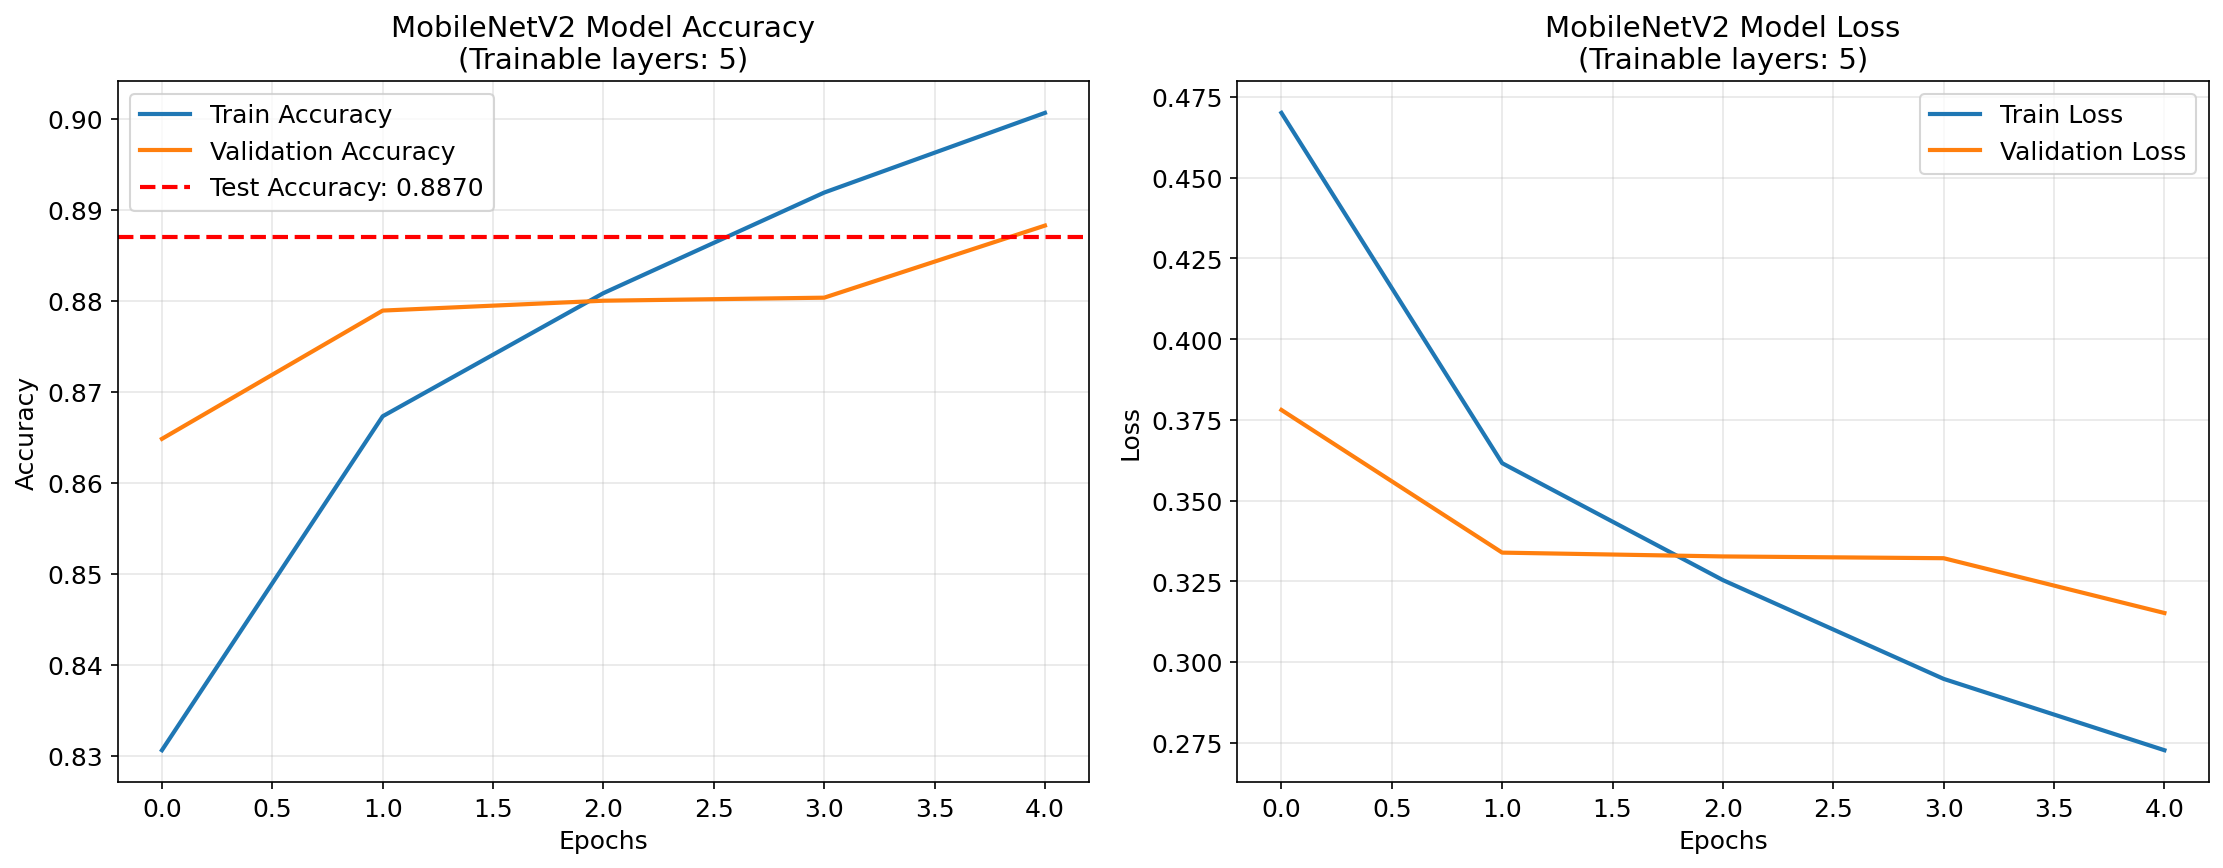 MobileNetV2 Model Accuracy
(Trainable layers: 5)
Train Accuracy
Validation Accuracy
Test Accuracy: 0.8870
0.90
0.89
0.88
0.87
0.86
0.85
0.84
0.83
Accuracy
0.0 0.5 1.0 1.5 2.0 2.5 3.0 3.5 4.0
Epochs
MobileNetV2 Model Loss
(Trainable layers: 5)
Train Loss
Validation Loss
0.475
0.450
0.425
0.400
0.375
0.350
0.325
0.300
0.275
Loss
0.0 0.5 1.0 1.5 2.0 2.5 3.0 3.5 4.0
Epochs